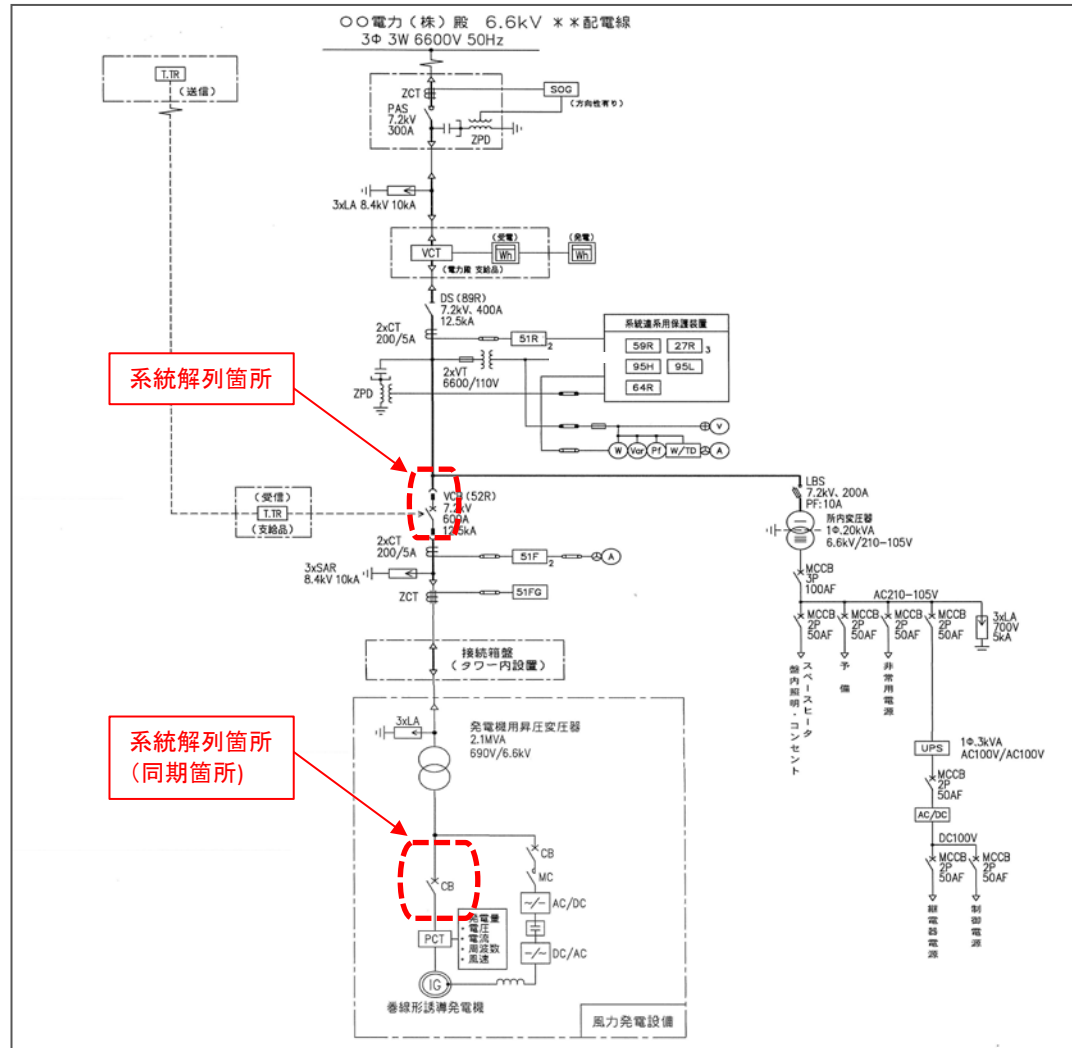 〇〇電力(株)殿 6.6kV **配電線
3Φ 3W 6600V 50Hz
T.TR
(送信)
ZCT
SOG
(方向性有り)
PAS
7.2kV
300A
ZPD
3xLA 8.4kV 10kA
(受電)
(発電)
VCT
Wh
Wh
(電力殿 支給品)
DS(89R)
7.2kV、400A
12.5kA
2xCT
200/5A
51R
2
系統連系用保護装置
59R
27R
3
95H
95L
64R
2xVT
6600/110V
ZPD
V
W
Var
Pf
W/TD
A
系統解列箇所
VCB(52R)
7.2kV
600A
12.5kA
(受信)
T.TR
(支給品)
2xCT
200/5A
51F
2
A
3xSAR
8.4kV 10kA
ZCT
51FG
LBS
7.2kV、200A
PF:10A
所内変圧器
1Φ.20kVA
6.6kV/210-105V
MCCB
3P
100AF
AC210-105V
MCCB
2P
50AF
MCCB
2P
50AF
MCCB
2P
50AF
MCCB
2P
50AF
3xLA
700V
5kA
スペースヒータ
盤内照明・コンセント
予備
非常用電源
接続箱盤
(タワー内設置)
UPS
1Φ.3kVA
AC100V/AC100V
MCCB
2P
50AF
AC/DC
DC100V
MCCB
2P
50AF
MCCB
2P
50AF
継電器電源
制御電源
3xLA
発電機用昇圧変圧器
2.1MVA
690V/6.6kV
系統解列箇所
(同期箇所)
CB
CB
MC
AC/DC
DC/AC
PCT
発電量
・電圧
・電流
・周波数
・風速
IG
巻線形誘導発電機
風力発電設備